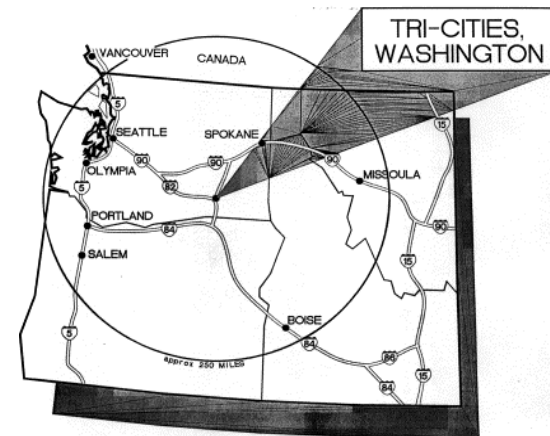 TRI-CITIES,
WASHINGTON
VANCOUVER
CANADA
5
15
SEATTLE
SPOKANE
90
90
90
OLYMPIA
82
MISSOULA
5
PORTLAND
84
90
SALEM
15
5
BOISE
84
86
approx 250 MILES
84
15